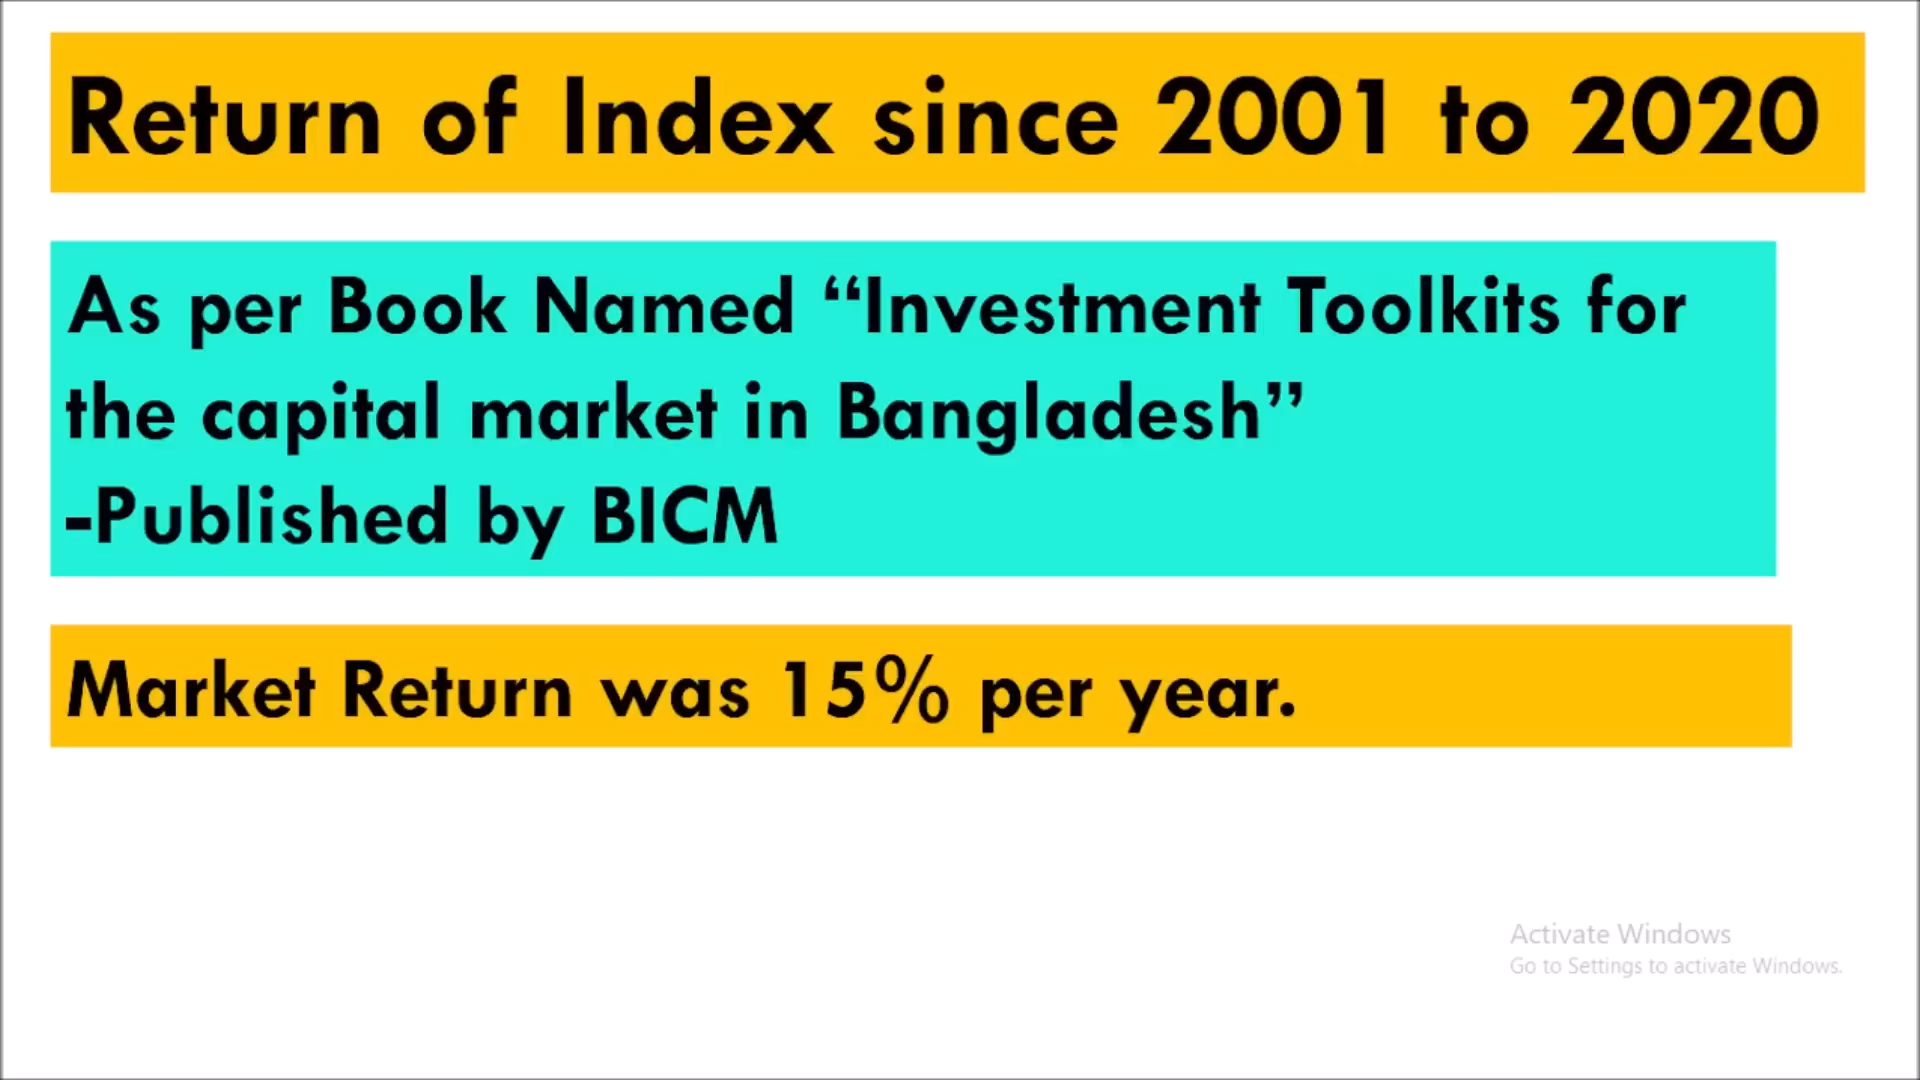 Return of Index since 2001 to 2020
As per Book Named “Investment Toolkits for
the capital market in Bangladesh”
-Published by BICM
Market Return was 15% per year.
Activate Windows
Go to Settings to activate Windows.